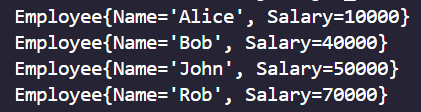 Employee{Name='Alice', Salary=10000}
Employee{Name='Bob', Salary=40000}
Employee{Name='John', Salary=50000}
Employee{Name='Rob', Salary=70000}